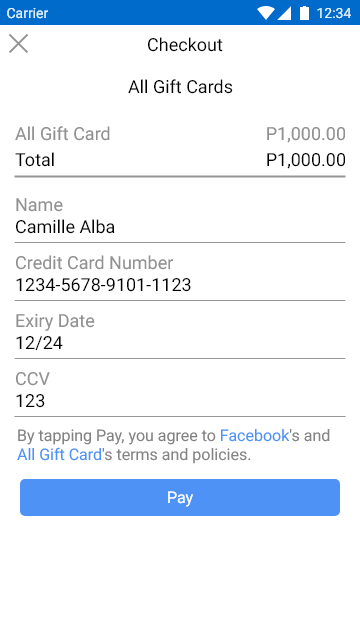 Carrier 12:34
Checkout
All Gift Cards
All Gift Card P1,000.00
Total P1,000.00
Name
Camille Alba
Credit Card Number
1234-5678-9101-1123
Exiry Date
12/24
CCV
123
By tapping Pay, you agree to Facebook's and
All Gift Card's terms and policies.
Pay